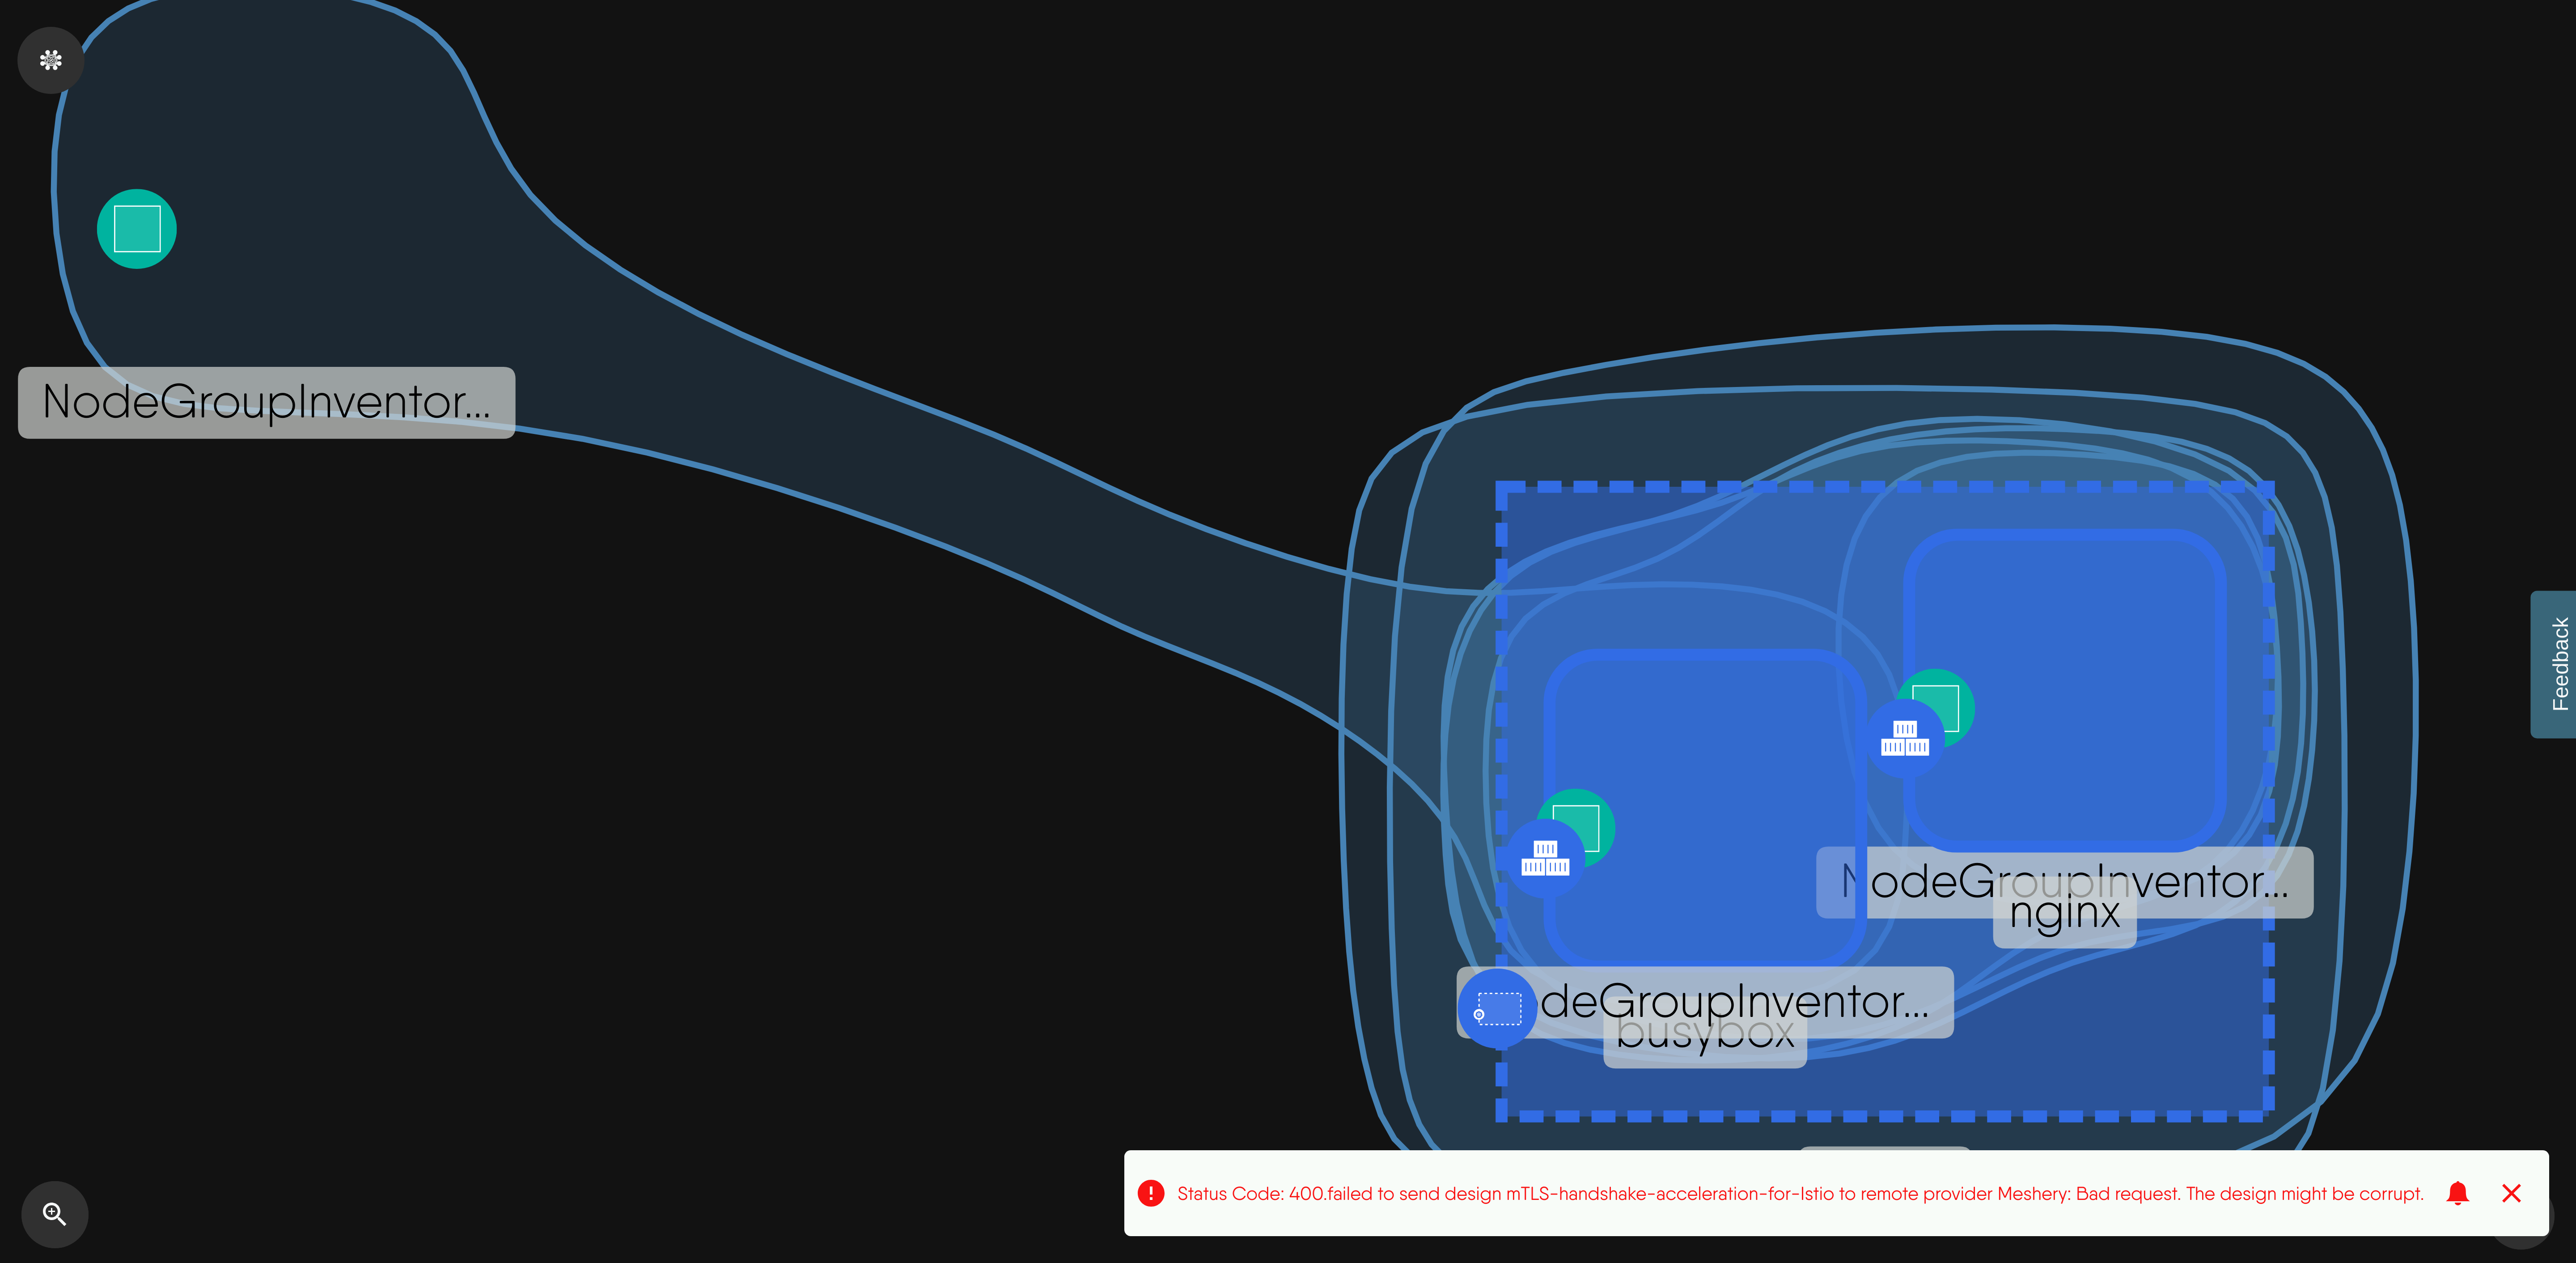 NodeGroupInventor...
Feedback
NodeGroupInventor...
nginx
deGroupInventor...
busybox
Status Code: 400.failed to send design mTLS-handshake-acceleration-for-Istio to remote provider Meshery: Bad request. The design might be corrupt.